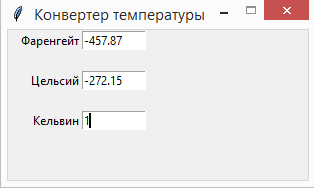 Конвертер температуры
Фаренгейт -457.87
Цельсий -272.15
Кельвин 1